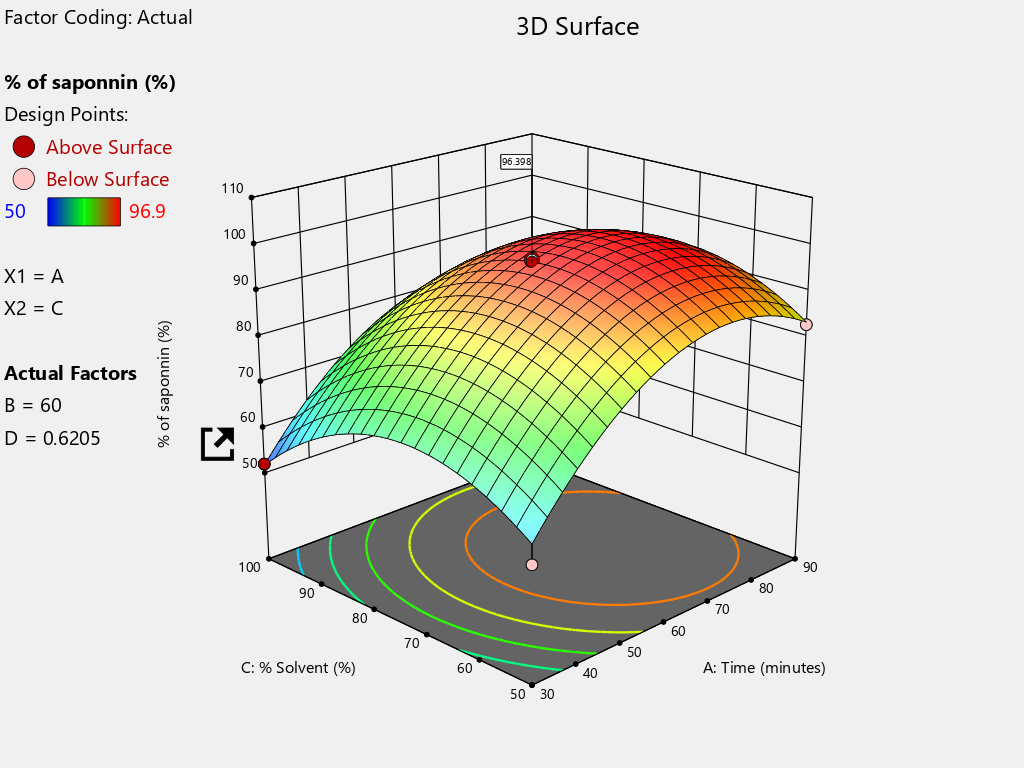 Factor Coding: Actual
3D Surface
% of saponnin (%)
Design Points:
Above Surface
Below Surface
50 96.9
X1 = A
X2 = C
Actual Factors
B = 60
D = 0.6205
96.398
110
100
90
80
70
60
50
% of saponnin (%)
100
90
80
70
60
50
C: % Solvent (%)
30
40
50
60
70
80
90
A: Time (minutes)